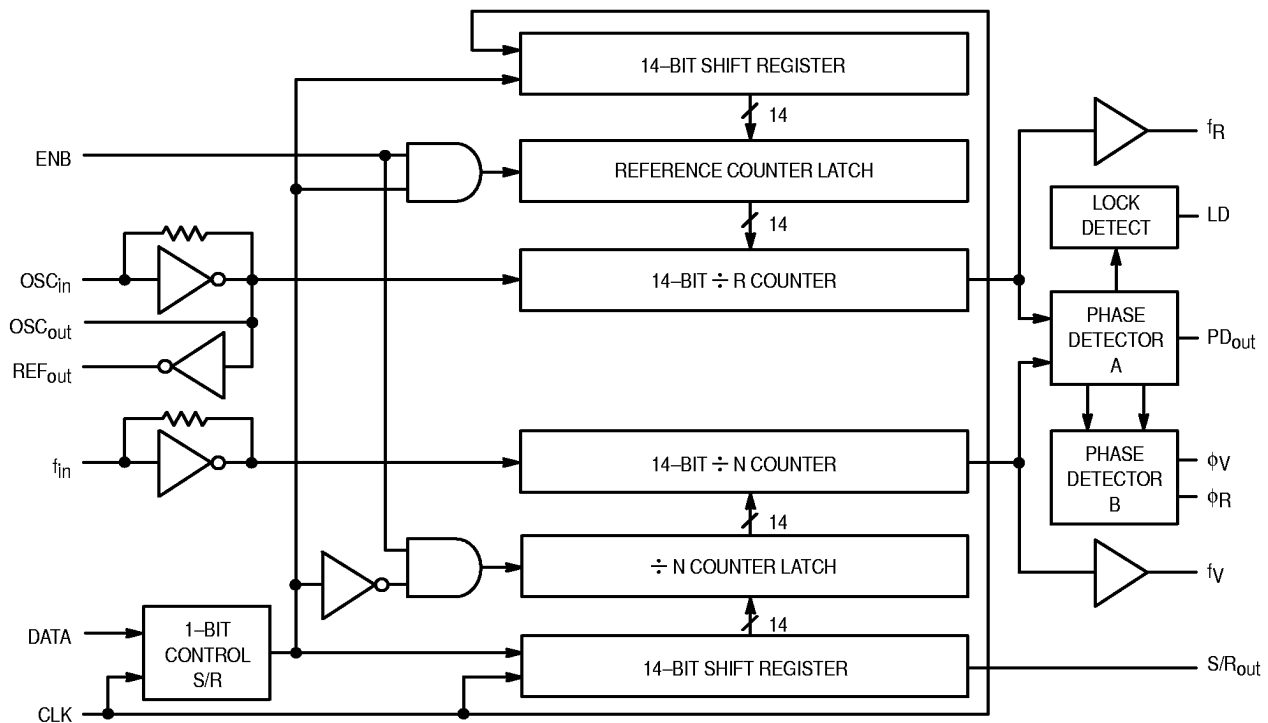 14–BIT SHIFT REGISTER
14
fR
ENB
REFERENCE COUNTER LATCH
LOCK
DETECT
LD
14
OSCin
14–BIT ÷ R COUNTER
OSCout
PHASE
DETECTOR
A
PDout
REFout
fin
14–BIT ÷ N COUNTER
PHASE
DETECTOR
B
ϕV
ϕR
14
÷ N COUNTER LATCH
fV
14
DATA
1–BIT
CONTROL
S/R
14–BIT SHIFT REGISTER
S/Rout
CLK